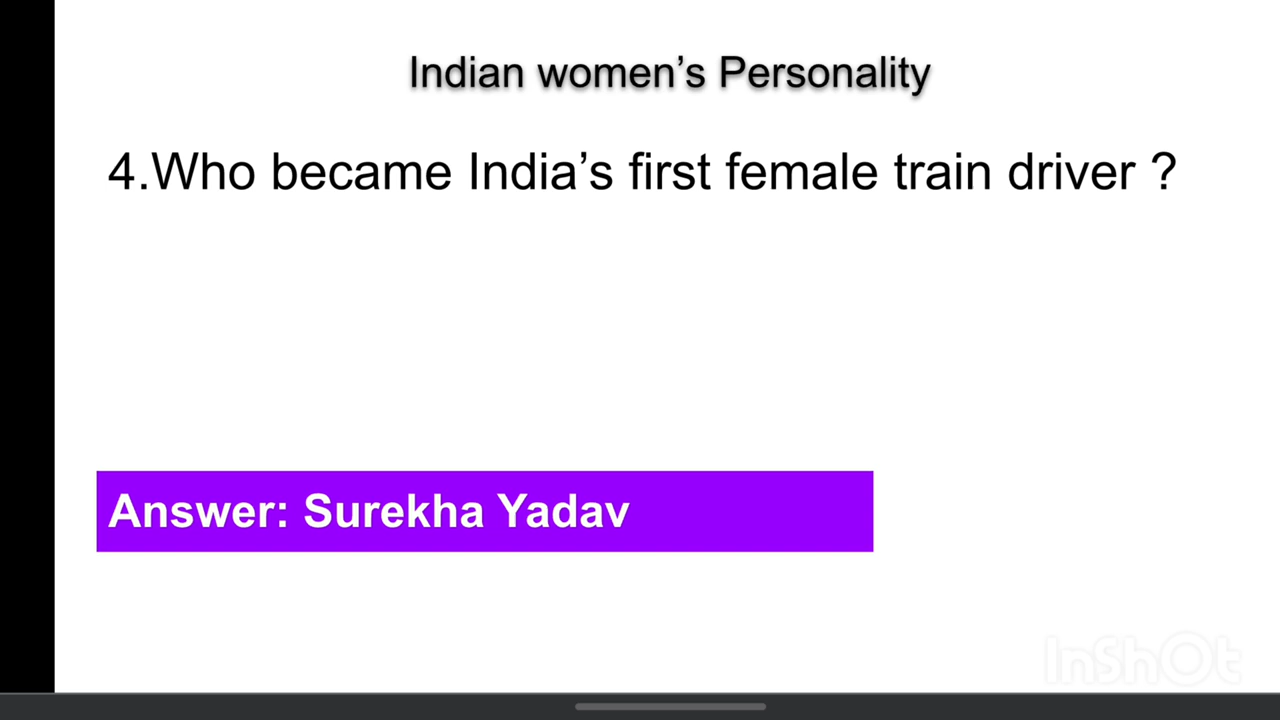 Indian women’s Personality
4.Who became India’s first female train driver ?
Answer: Surekha Yadav
InShOt